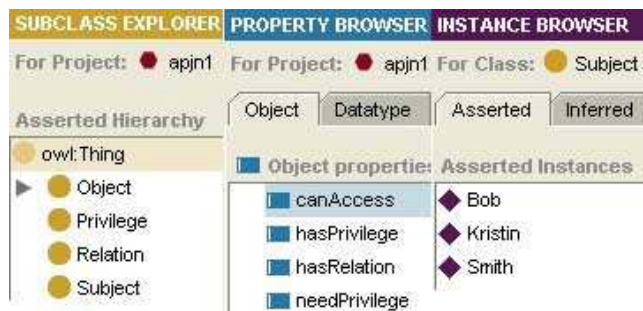 SUBCLASS EXPLORER
For Project: apjn1
Asserted Hierarchy
owl:Thing
Object
Privilege
Relation
Subject
PROPERTY BROWSER
For Project: apjn1
Object Datatype
Object propertie
canAccess
hasPrivilege
hasRelation
needPrivilege
INSTANCE BROWSER
For Class: Subject
Asserted Inferred
Asserted Instances
Bob
Kristin
Smith